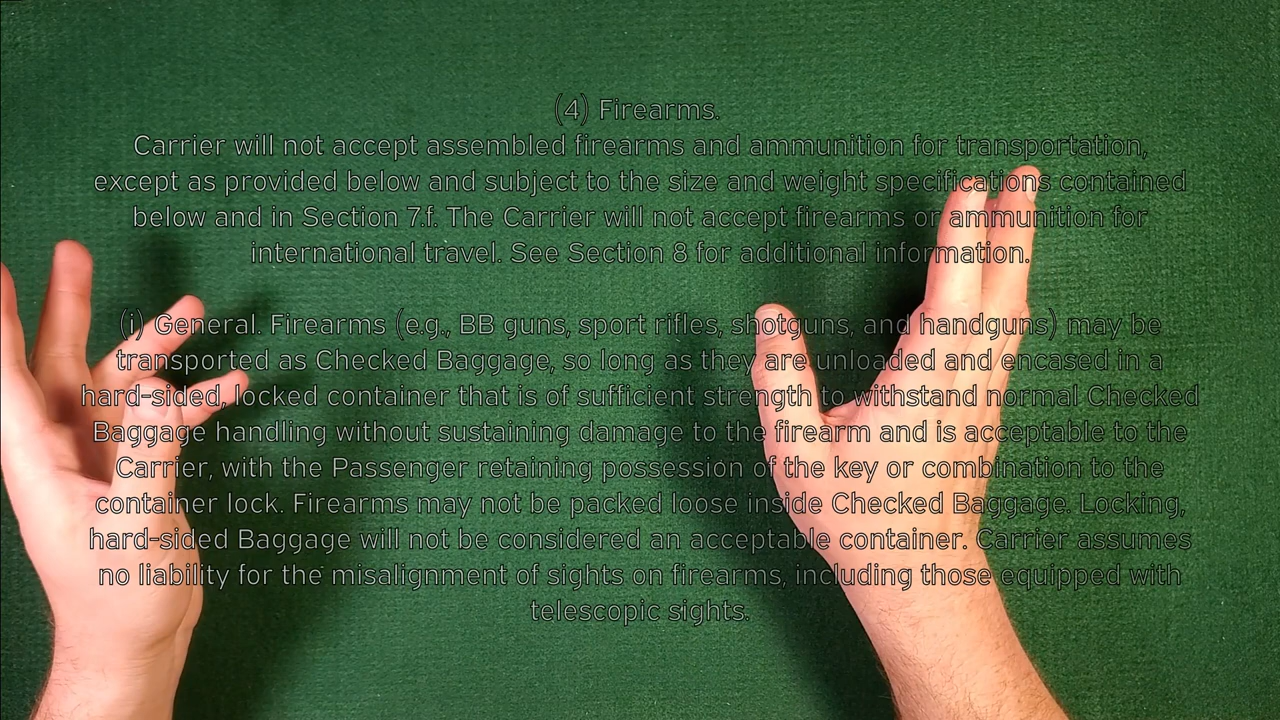 (4) Firearms.
Carrier will not accept assembled firearms and ammunition for transportation,
except as provided below and subject to the size and weight specifications contained
below and in Section 7.f. The Carrier will not accept firearms or ammunition for
international travel. See Section 8 for additional information.
(i) General. Firearms (e.g., BB guns, sport rifles, shotguns, and handguns) may be
transported as Checked Baggage, so long as they are unloaded and encased in a
hard-sided, locked container that is of sufficient strength to withstand normal Checked
Baggage handling without sustaining damage to the firearm and is acceptable to the
Carrier, with the Passenger retaining possession of the key or combination to the
container lock. Firearms may not be packed loose inside Checked Baggage. Locking,
hard-sided Baggage will not be considered an acceptable container. Carrier assumes
no liability for the misalignment of sights on firearms, including those equipped with
telescopic sights.